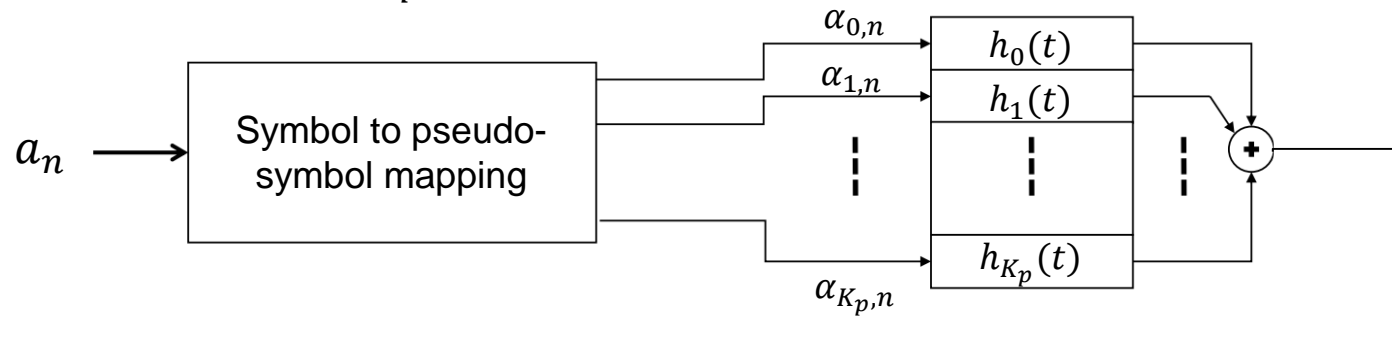 p
α_{0,n}
h_0(t)
α_{1,n}
h_1(t)
a_n
Symbol to pseudo-
symbol mapping
+
h_{K_p}(t)
α_{K_p,n}